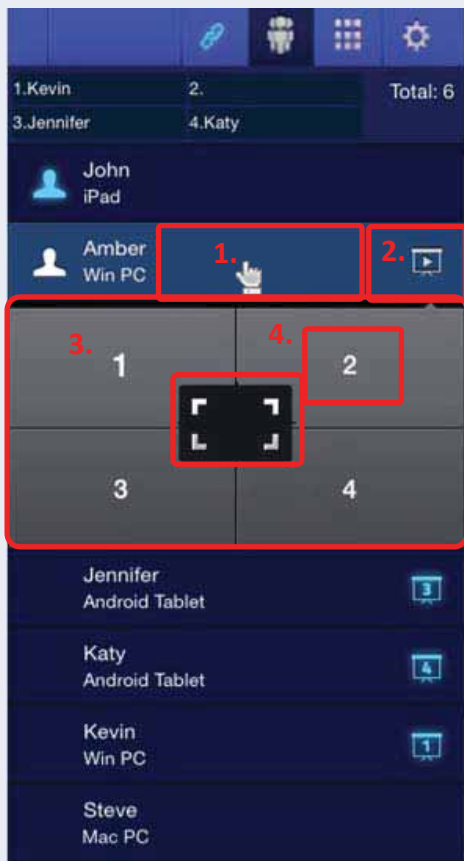 1.Kevin 2. Total: 6
3.Jennifer 4.Katy
John
iPad
Amber
Win PC
1.
2.
3.
4.
1
2
3
4
Jennifer
Android Tablet
3
Katy
Android Tablet
4
Kevin
Win PC
1
Steve
Mac PC